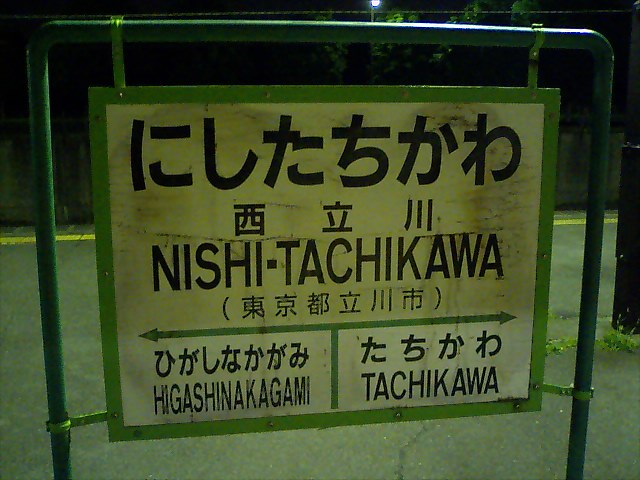 にしたちかわ
西立川
NISHI-TACHIKAWA
(東京都立川市)
ひがしなかがみ たちかわ
HIGASHINAKAGAMI TACHIKAWA